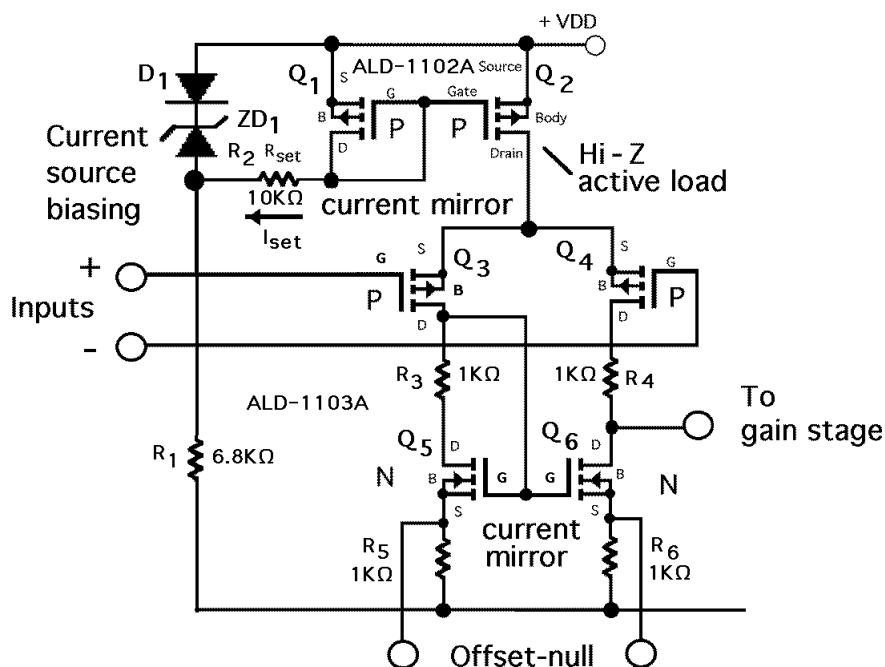 + VDD
ALD-1102A
Source
Q1
S
G
Gate
Q2
D1
B
P
P
Body
ZD1
Current
source
biasing
R2
Rset
D
Drain
10KΩ
current mirror
Hi - Z
active load
Iset
+
Inputs
-
G
S
Q3
B
P
D
Q4
S
G
B
P
D
R3
1KΩ
1KΩ
R4
ALD-1103A
To
gain stage
R1
6.8KΩ
Q5
D
Q6
D
N
B
G
G
B
N
S
S
current
mirror
R5
1KΩ
R6
1KΩ
Offset-null